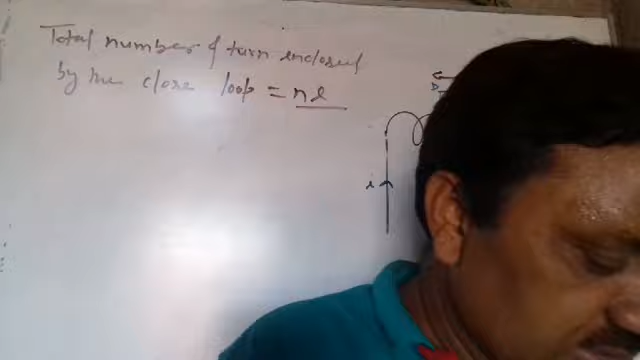 Total number of turn enclosed
by the close loop = nl
D
i